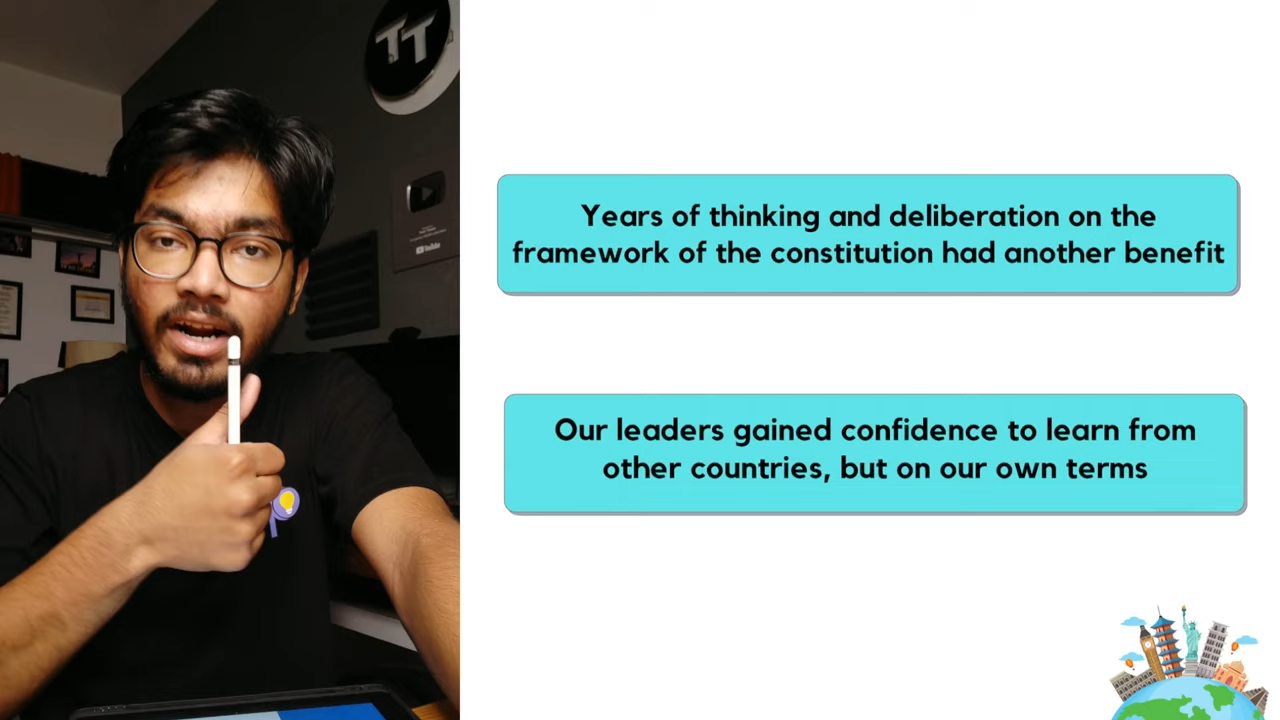 TT
YouTube
Years of thinking and deliberation on the
framework of the constitution had another benefit
Our leaders gained confidence to learn from
other countries, but on our own terms